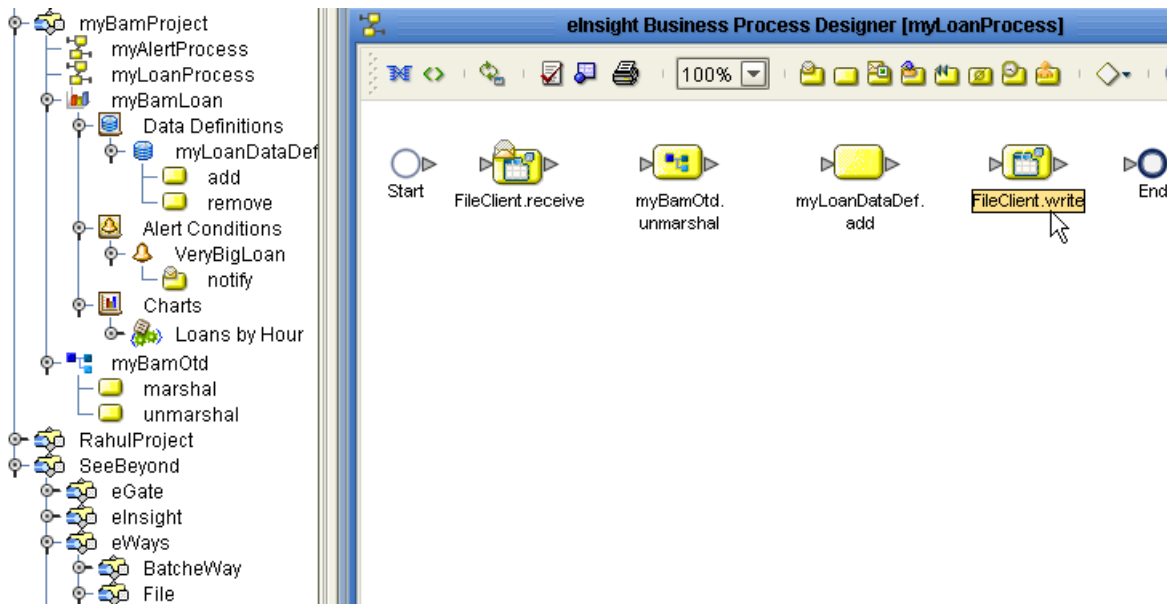 myBamProject
myAlertProcess
myLoanProcess
myBamLoan
Data Definitions
myLoanDataDef
add
remove
Alert Conditions
VeryBigLoan
notify
Charts
Loans by Hour
myBamOtd
marshal
unmarshal
RahulProject
SeeBeyond
eGate
eInsight
eWays
BatcheWay
File
eInsight Business Process Designer [myLoanProcess]
100%
Start
FileClient.receive
myBamOtd.
unmarshal
myLoanDataDef.
add
FileClient.write
End